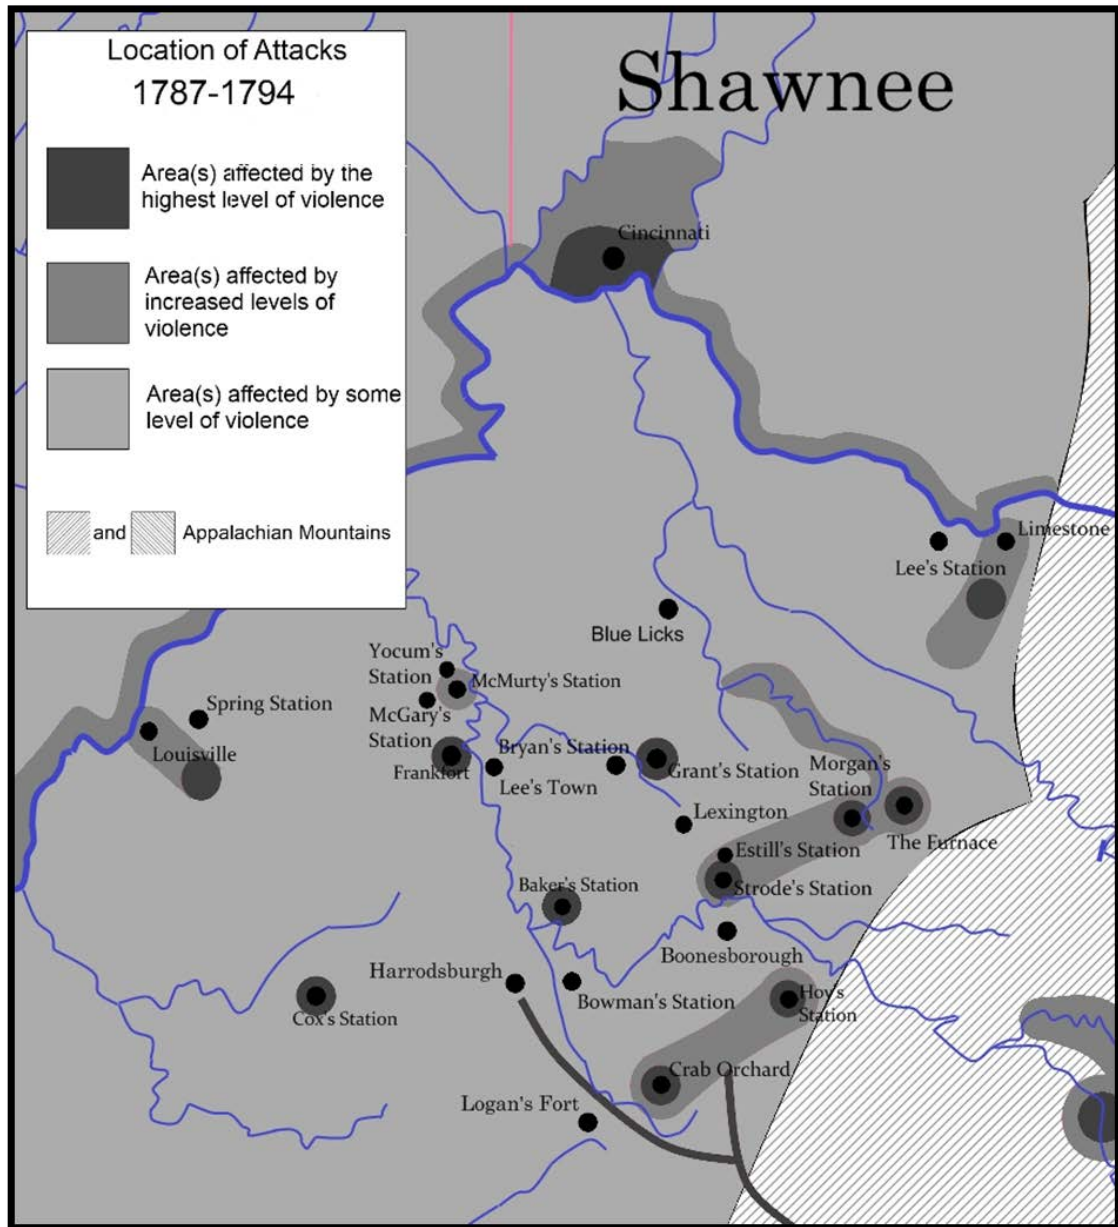 Location of Attacks
1787-1794
Area(s) affected by the
highest level of violence
Area(s) affected by
increased levels of
violence
Area(s) affected by some
level of violence
and
Appalachian Mountains
Shawnee
Cincinnati
Limestone
Lee's Station
Blue Licks
Yocum's
Station
McMurty's Station
McGary's
Station
Spring Station
Louisville
Frankfort
Bryan's Station
Lee's Town
Grant's Station
Morgan's
Station
Lexington
The Furnace
Estill's Station
Strode's Station
Baker's Station
Boonesborough
Harrodsburgh
Bowman's Station
Hoy's
Station
Cox's Station
Crab Orchard
Logan's Fort